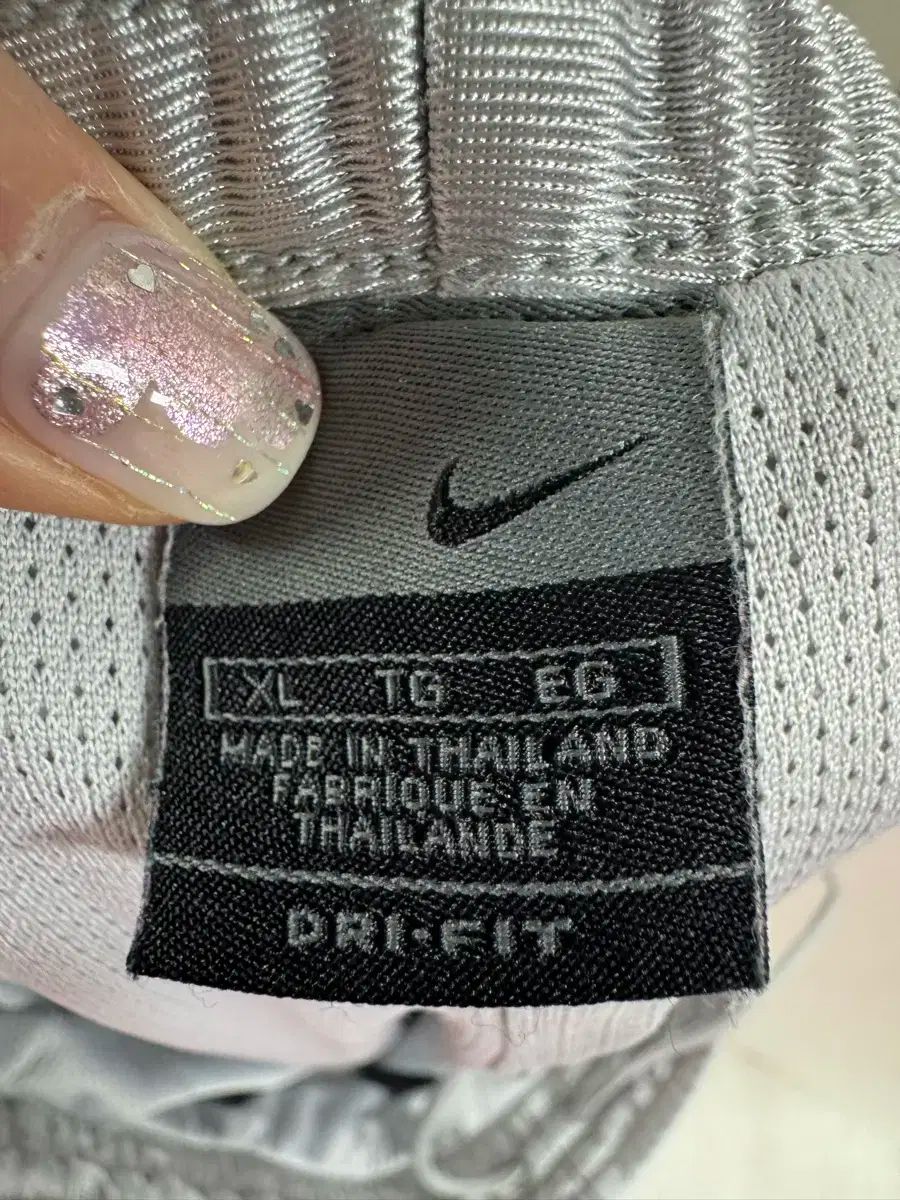 XL TG EG
MADE IN THAILAND
FABRIQUE EN
THAILANDE
DRI-FIT